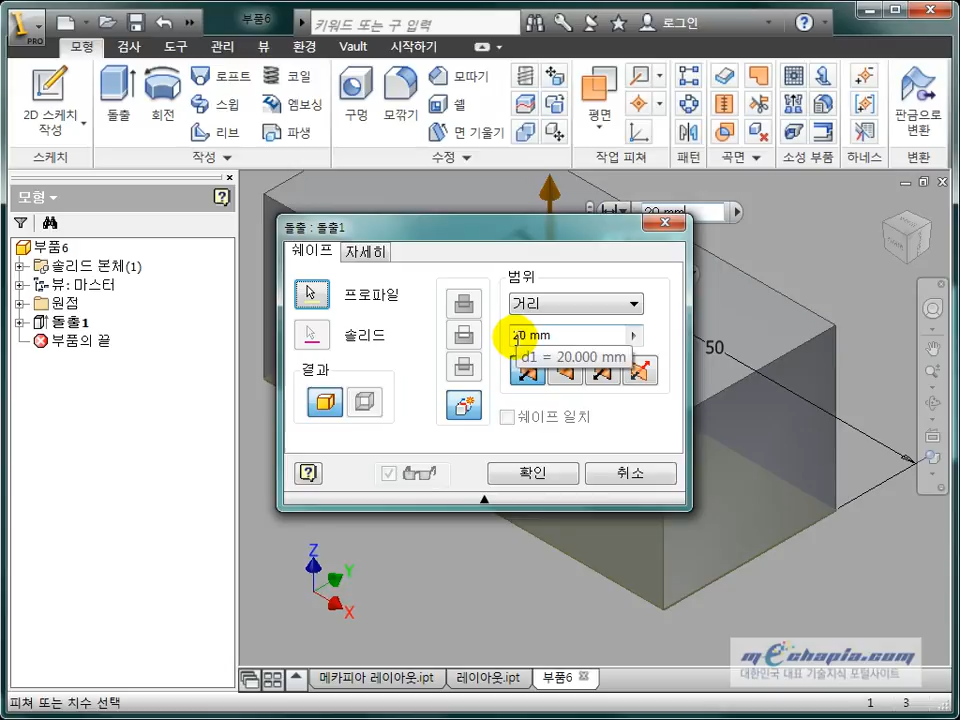 부품6
키워드 또는 구 입력
로그인
PRO
모형 검사 도구 관리 뷰 환경 Vault 시작하기
2D 스케치
작성
돌출
회전
로프트
스윕
리브
코일
엠보싱
파생
구멍
모깎기
모따기
쉘
면 기울기
평면
판금으로
변환
스케치
작성
수정
작업 피쳐
패턴
곡면
소성 부품
하네스
변환
모형
부품6
솔리드 본체(1)
뷰: 마스터
원점
돌출1
부품의 끝
20 mm
돌출 : 돌출1
쉐이프
자세히
프로파일
솔리드
결과
범위
거리
20 mm
d1 = 20.000 mm
쉐이프 일치
확인
취소
50
Z
Y
X
mechapia.com
대한민국 대표 기술지식 포털사이트
메카피아 레이아웃.ipt
레이아웃.ipt
부품6
피쳐 또는 치수 선택
1
3